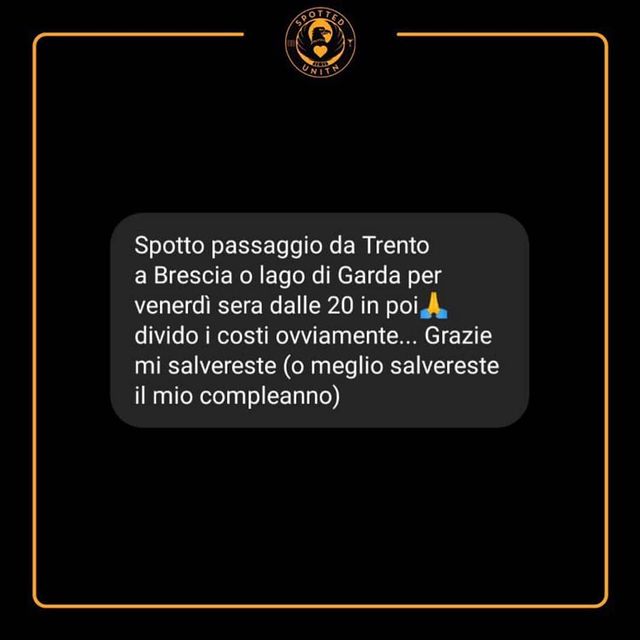 SPOTTED
UNITN
Spotto passaggio da Trento
a Brescia o lago di Garda per
venerdì sera dalle 20 in poi🙏
divido i costi ovviamente... Grazie
mi salvereste (o meglio salvereste
il mio compleanno)